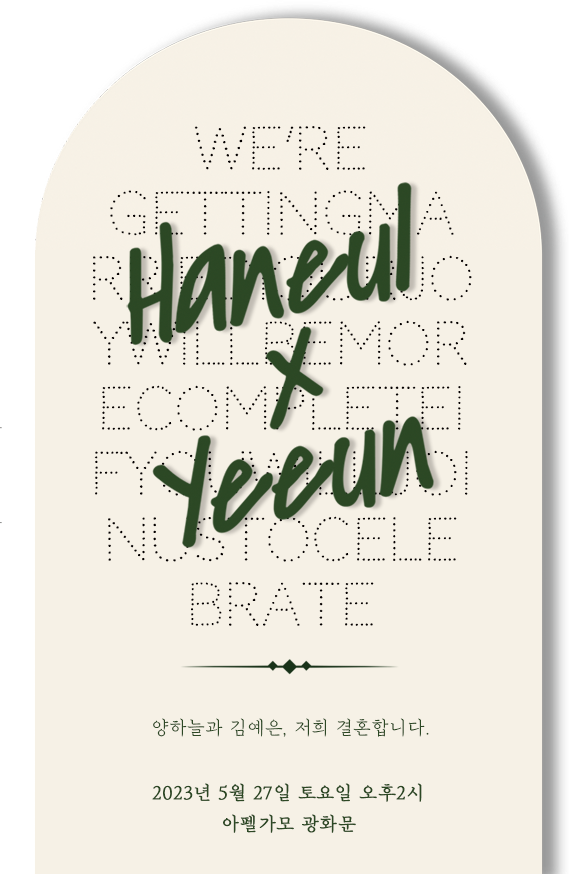 WE'RE
GETTINGMA
YWILLBEMOR
ECOMPLETEI
NUSTOCELE
BRATE
Haneul
x
Yeeun
양하늘과 김예은, 저희 결혼합니다.
2023년 5월 27일 토요일 오후2시
아펠가모 광화문